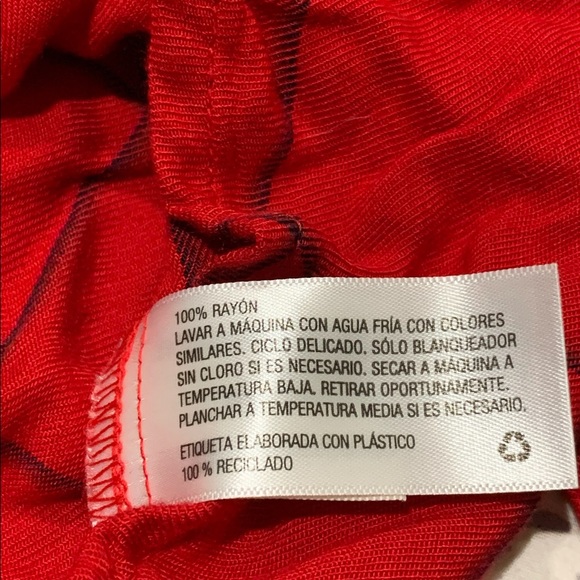 100% RAYÓN
LAVAR A MÁQUINA CON AGUA FRÍA CON COLORES
SIMILARES. CICLO DELICADO. SÓLO BLANQUEADOR
SIN CLORO SI ES NECESARIO. SECAR A MÁQUINA A
TEMPERATURA BAJA. RETIRAR OPORTUNAMENTE.
PLANCHAR A TEMPERATURA MEDIA SI ES NECESARIO.
ETIQUETA ELABORADA CON PLÁSTICO
100 % RECICLADO